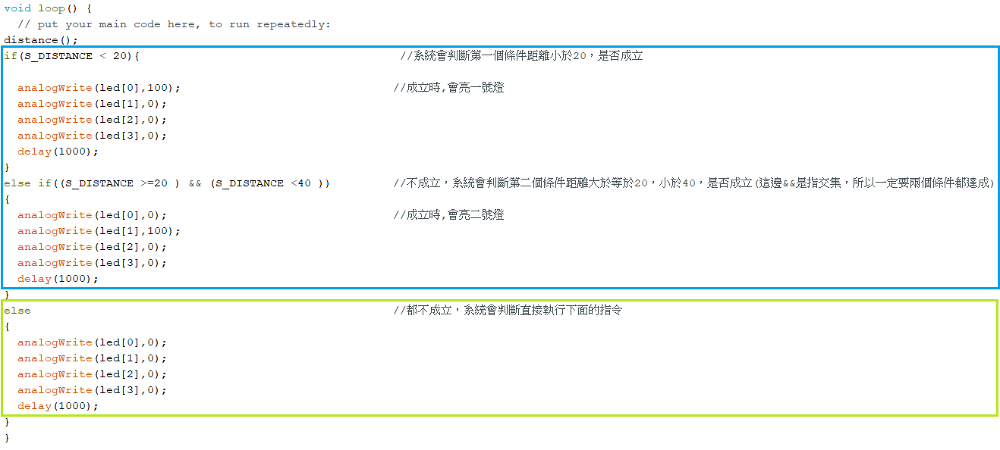 void loop() {
// put your main code here, to run repeatedly:
distance();
if(S_DISTANCE < 20){ //系統會判斷第一個條件距離小於20，是否成立
analogWrite(led[0],100); //成立時,會亮一號燈
analogWrite(led[1],0);
analogWrite(led[2],0);
analogWrite(led[3],0);
delay(1000);
}
else if((S_DISTANCE >=20 ) && (S_DISTANCE <40 )) //不成立，系統會判斷第二個條件距離大於等於20，小於40，是否成立(這邊&&是指交集，所以一定要兩個條件都達成)
{
analogWrite(led[0],0); //成立時,會亮二號燈
analogWrite(led[1],100);
analogWrite(led[2],0);
analogWrite(led[3],0);
delay(1000);
}
else //都不成立，系統會判斷直接執行下面的指令
{
analogWrite(led[0],0);
analogWrite(led[1],0);
analogWrite(led[2],0);
analogWrite(led[3],0);
delay(1000);
}
}